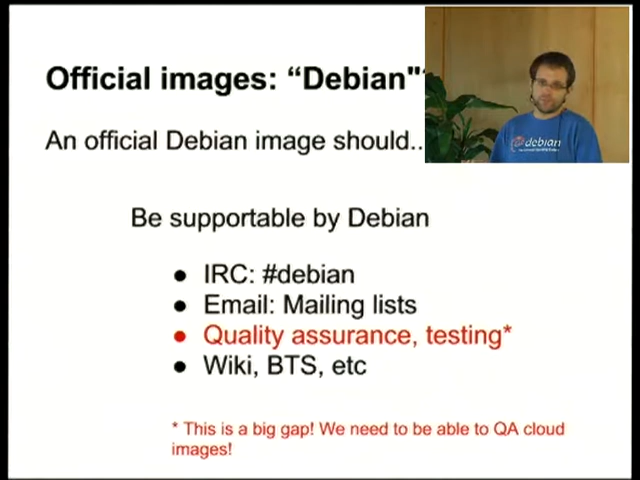 Official images: “Debian"
An official Debian image should..
debian
Be supportable by Debian
● IRC: #debian
● Email: Mailing lists
● Quality assurance, testing*
● Wiki, BTS, etc
* This is a big gap! We need to be able to QA cloud
images!